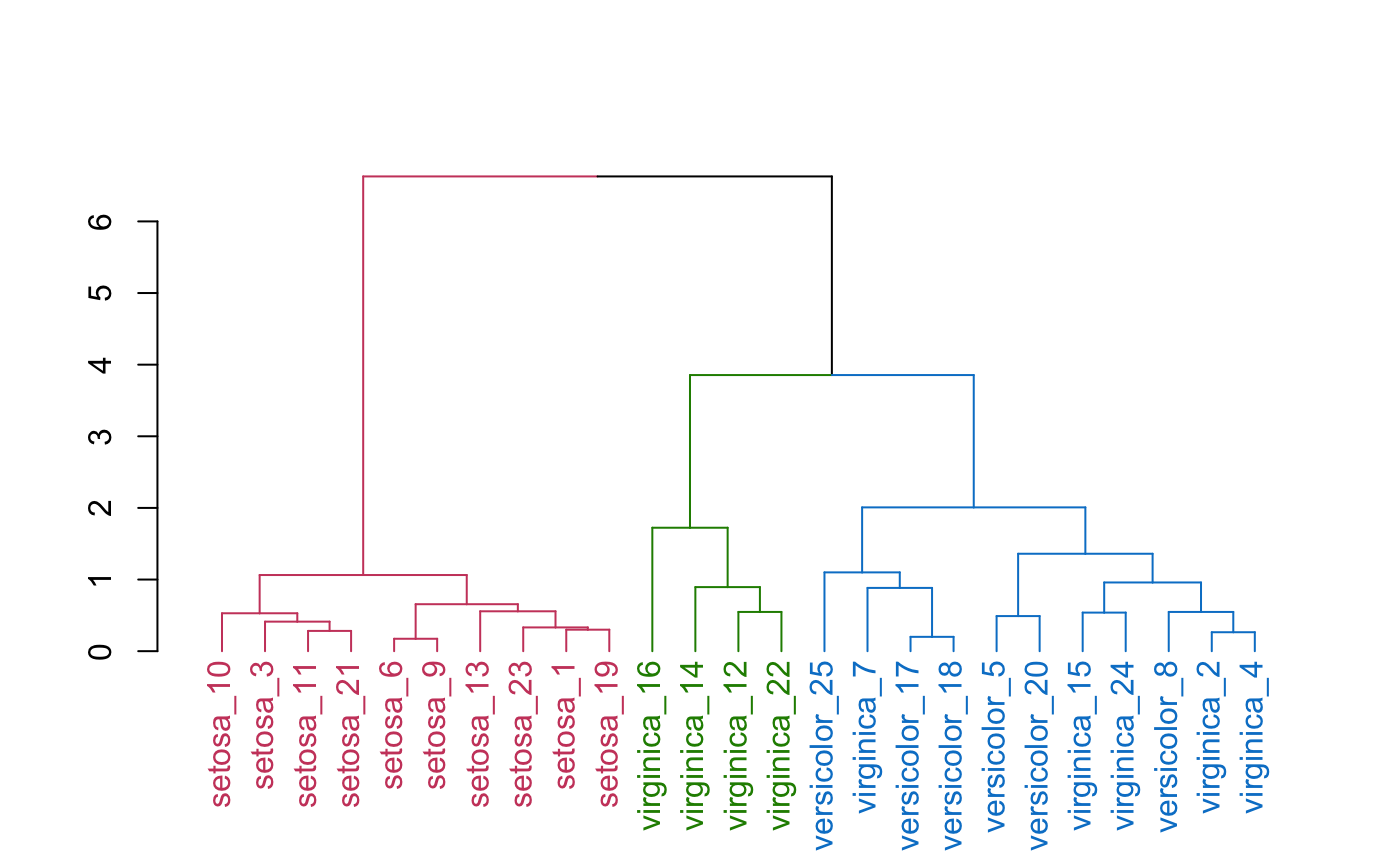 6
5
4
3
2
1
0
setosa_10
setosa_3
setosa_11
setosa_21
setosa_6
setosa_9
setosa_13
setosa_23
setosa_1
setosa_19
virginica_16
virginica_14
virginica_12
virginica_22
versicolor_25
virginica_7
versicolor_17
versicolor_18
versicolor_5
versicolor_20
virginica_15
virginica_24
versicolor_8
virginica_2
virginica_4